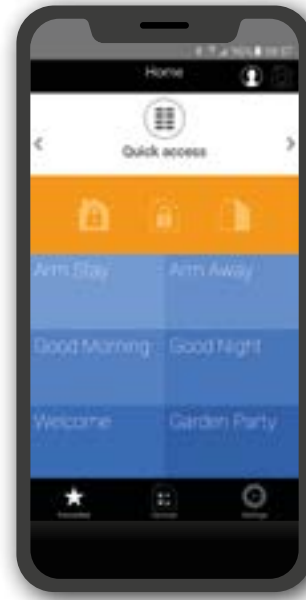 Home
Quick access
Arm Stay Arm Away
Good Morning Good Night
Welcome Garden Party